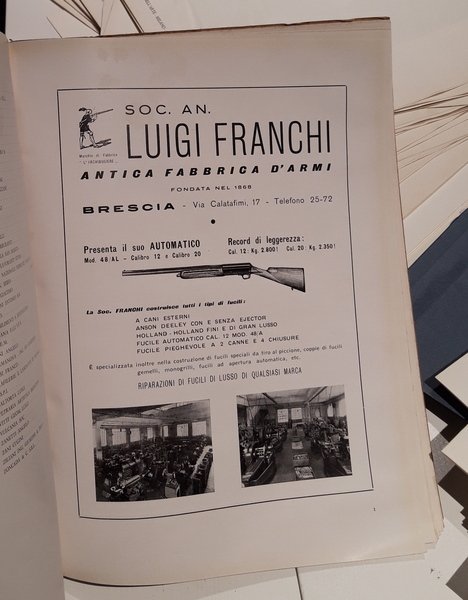 SOC. AN.
LUIGI FRANCHI
Marchio di Fabbrica
"L'ARCHIBUGIERE"
ANTICA FABBRICA D'ARMI
FONDATA NEL 1868
BRESCIA - Via Calatafimi, 17 - Telefono 25-72
Presenta il suo AUTOMATICO
Mod. 48/AL - Calibro 12 e Calibro 20
Record di leggerezza:
Cal. 12: Kg. 2.800! Cal. 20: Kg. 2.350!
La Soc. FRANCHI costruisce tutti i tipi di fucili:
A CANI ESTERNI
ANSON DEELEY CON E SENZA EJECTOR
HOLLAND - HOLLAND FINI E DI GRAN LUSSO
FUCILE AUTOMATICO CAL. 12 MOD. 48/A
FUCILE PIEGHEVOLE A 2 CANNE E 4 CHIUSURE
È specializzata inoltre nella costruzione di fucili speciali da tiro al piccione, coppie di fucili
gemelli, monogrilli, fucili ad apertura automatica, etc.
RIPARAZIONI DI FUCILI DI LUSSO DI QUALSIASI MARCA
1